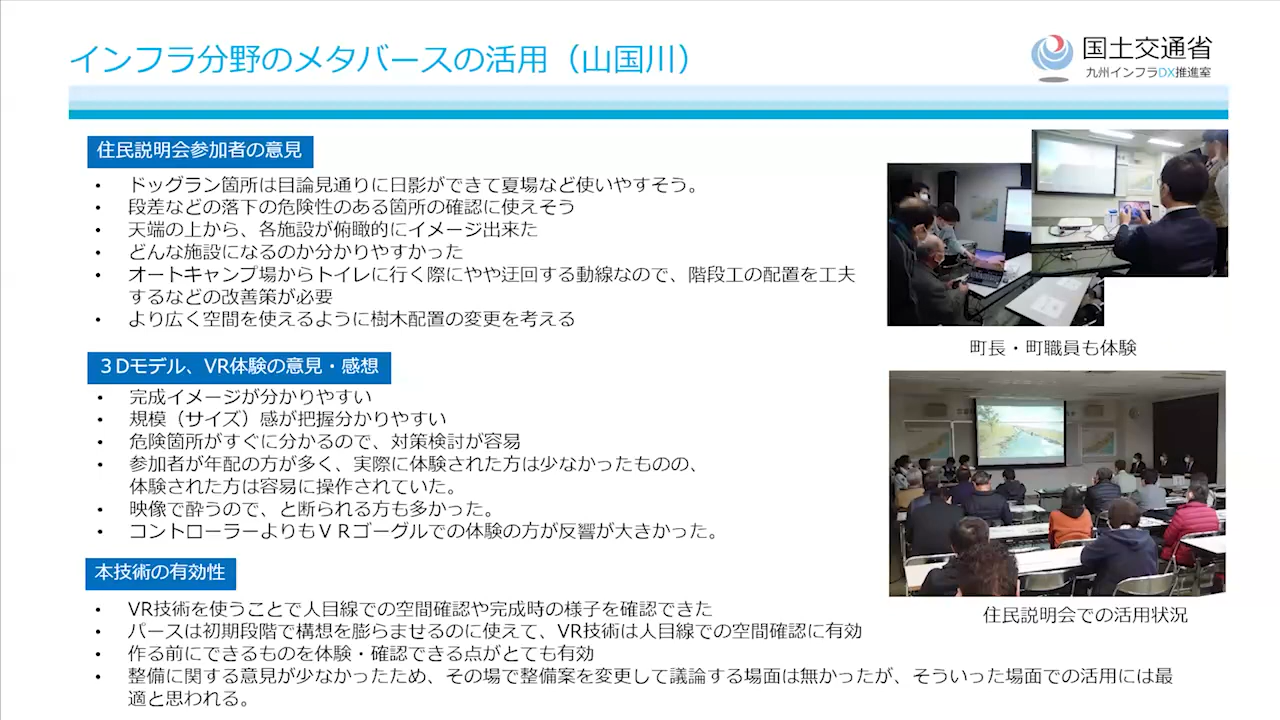 インフラ分野のメタバースの活用（山国川）
国土交通省
九州インフラDX推進室
住民説明会参加者の意見
• ドッグラン箇所は目論見通りに日影ができて夏場など使いやすそう。
• 段差などの落下の危険性のある箇所の確認に使えそう
• 天端の上から、各施設が俯瞰的にイメージ出来た
• どんな施設になるのか分かりやすかった
• オートキャンプ場からトイレに行く際にやや迂回する動線なので、階段工の配置を工夫
するなどの改善策が必要
• より広く空間を使えるように樹木配置の変更を考える
町長・町職員も体験
３Dモデル、VR体験の意見・感想
• 完成イメージが分かりやすい
• 規模（サイズ）感が把握分かりやすい
• 危険箇所がすぐに分かるので、対策検討が容易
• 参加者が年配の方が多く、実際に体験された方は少なかったものの、
体験された方は容易に操作されていた。
• 映像で酔うので、と断られる方も多かった。
• コントローラーよりもＶＲゴーグルでの体験の方が反響が大きかった。
住民説明会での活用状況
本技術の有効性
• VR技術を使うことで人目線での空間確認や完成時の様子を確認できた
• パースは初期段階で構想を膨らませるのに使えて、VR技術は人目線での空間確認に有効
• 作る前にできるものを体験・確認できる点がとても有効
• 整備に関する意見が少なかったため、その場で整備案を変更して議論する場面は無かったが、そういった場面での活用には最
適と思われる。